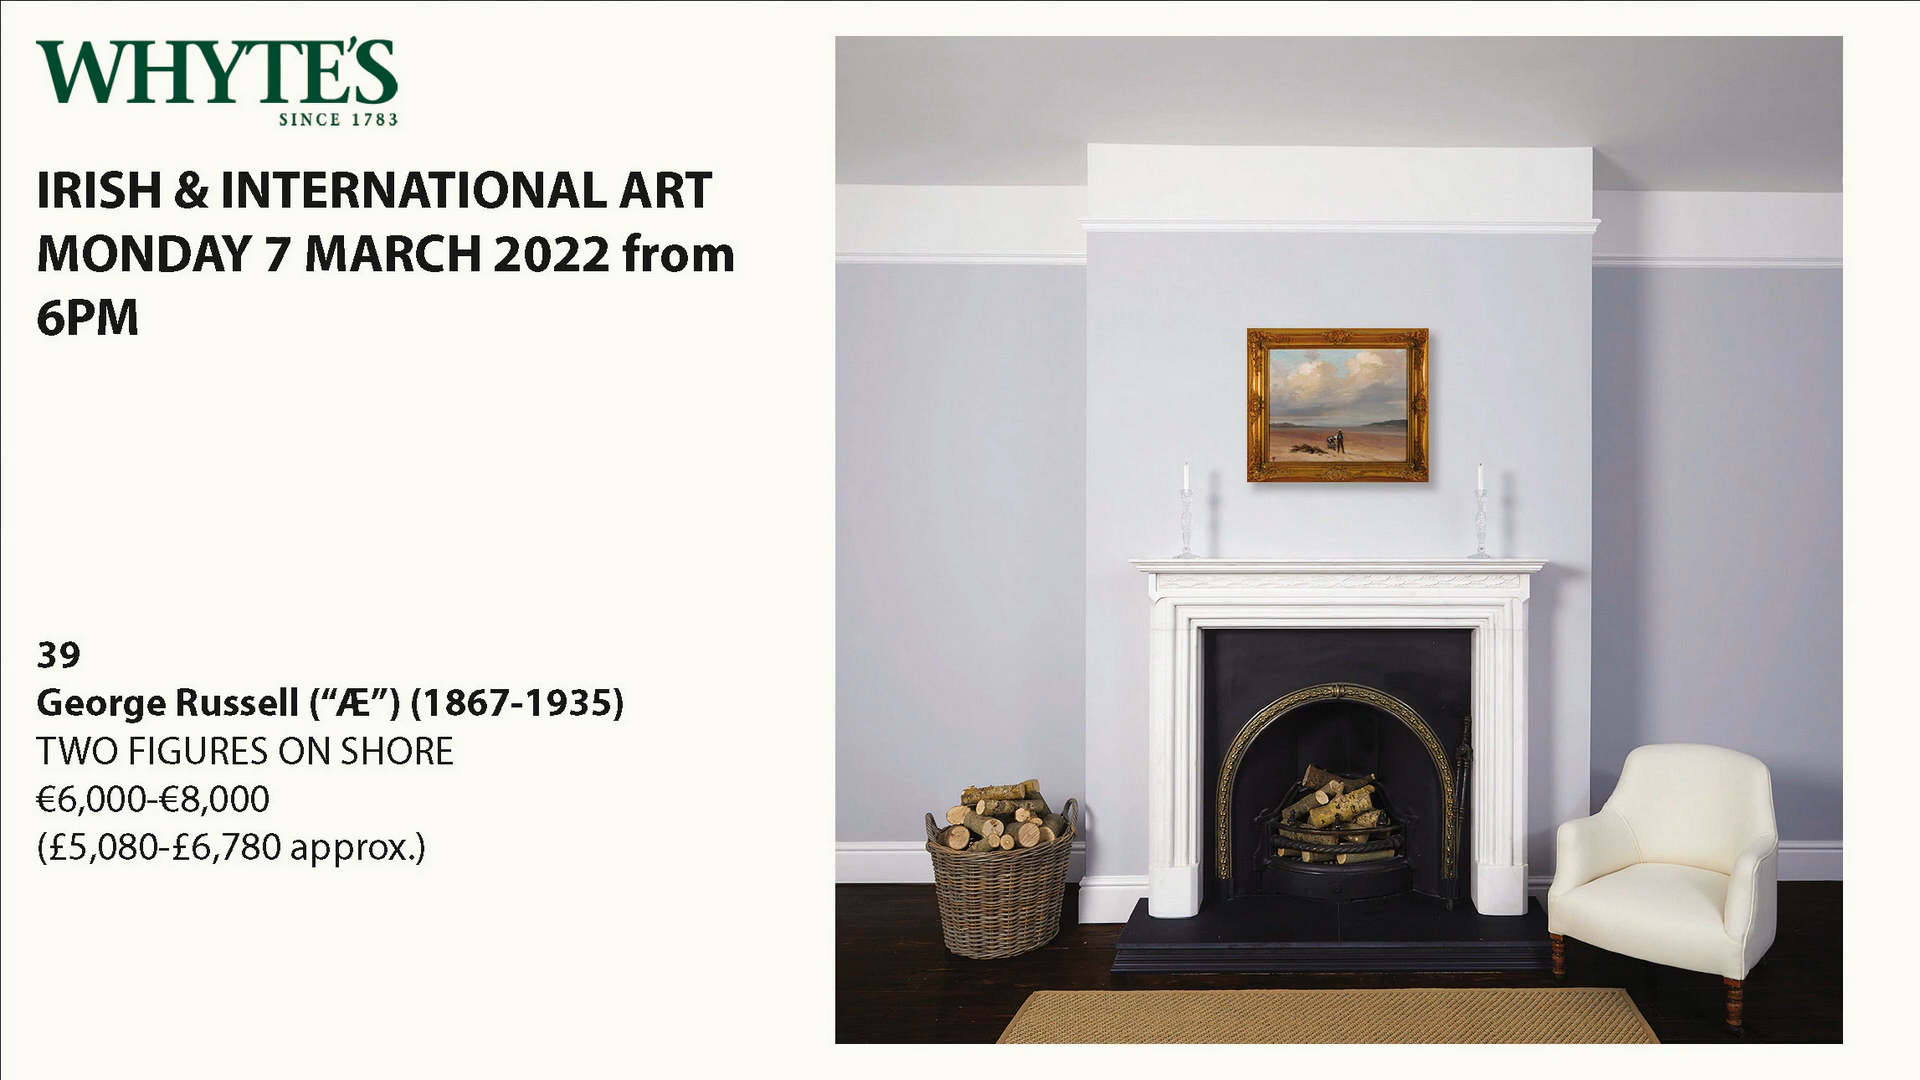 WHYTE'S
SINCE 1783
IRISH & INTERNATIONAL ART
MONDAY 7 MARCH 2022 from
6PM
39
George Russell (“Æ”) (1867-1935)
TWO FIGURES ON SHORE
€6,000-€8,000
(£5,080-£6,780 approx.)